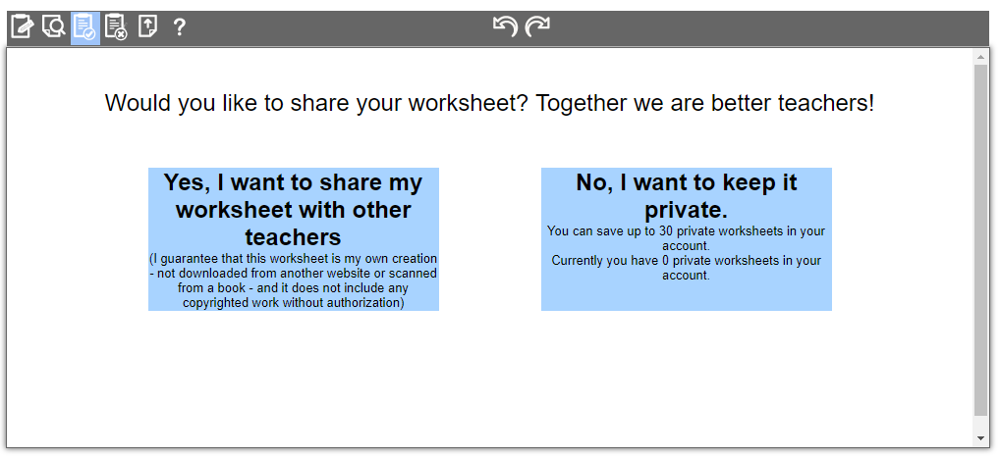 ?
Would you like to share your worksheet? Together we are better teachers!
Yes, I want to share my
worksheet with other
teachers
(I guarantee that this worksheet is my own creation
- not downloaded from another website or scanned
from a book - and it does not include any
copyrighted work without authorization)
No, I want to keep it
private.
You can save up to 30 private worksheets in your
account.
Currently you have 0 private worksheets in your
account.